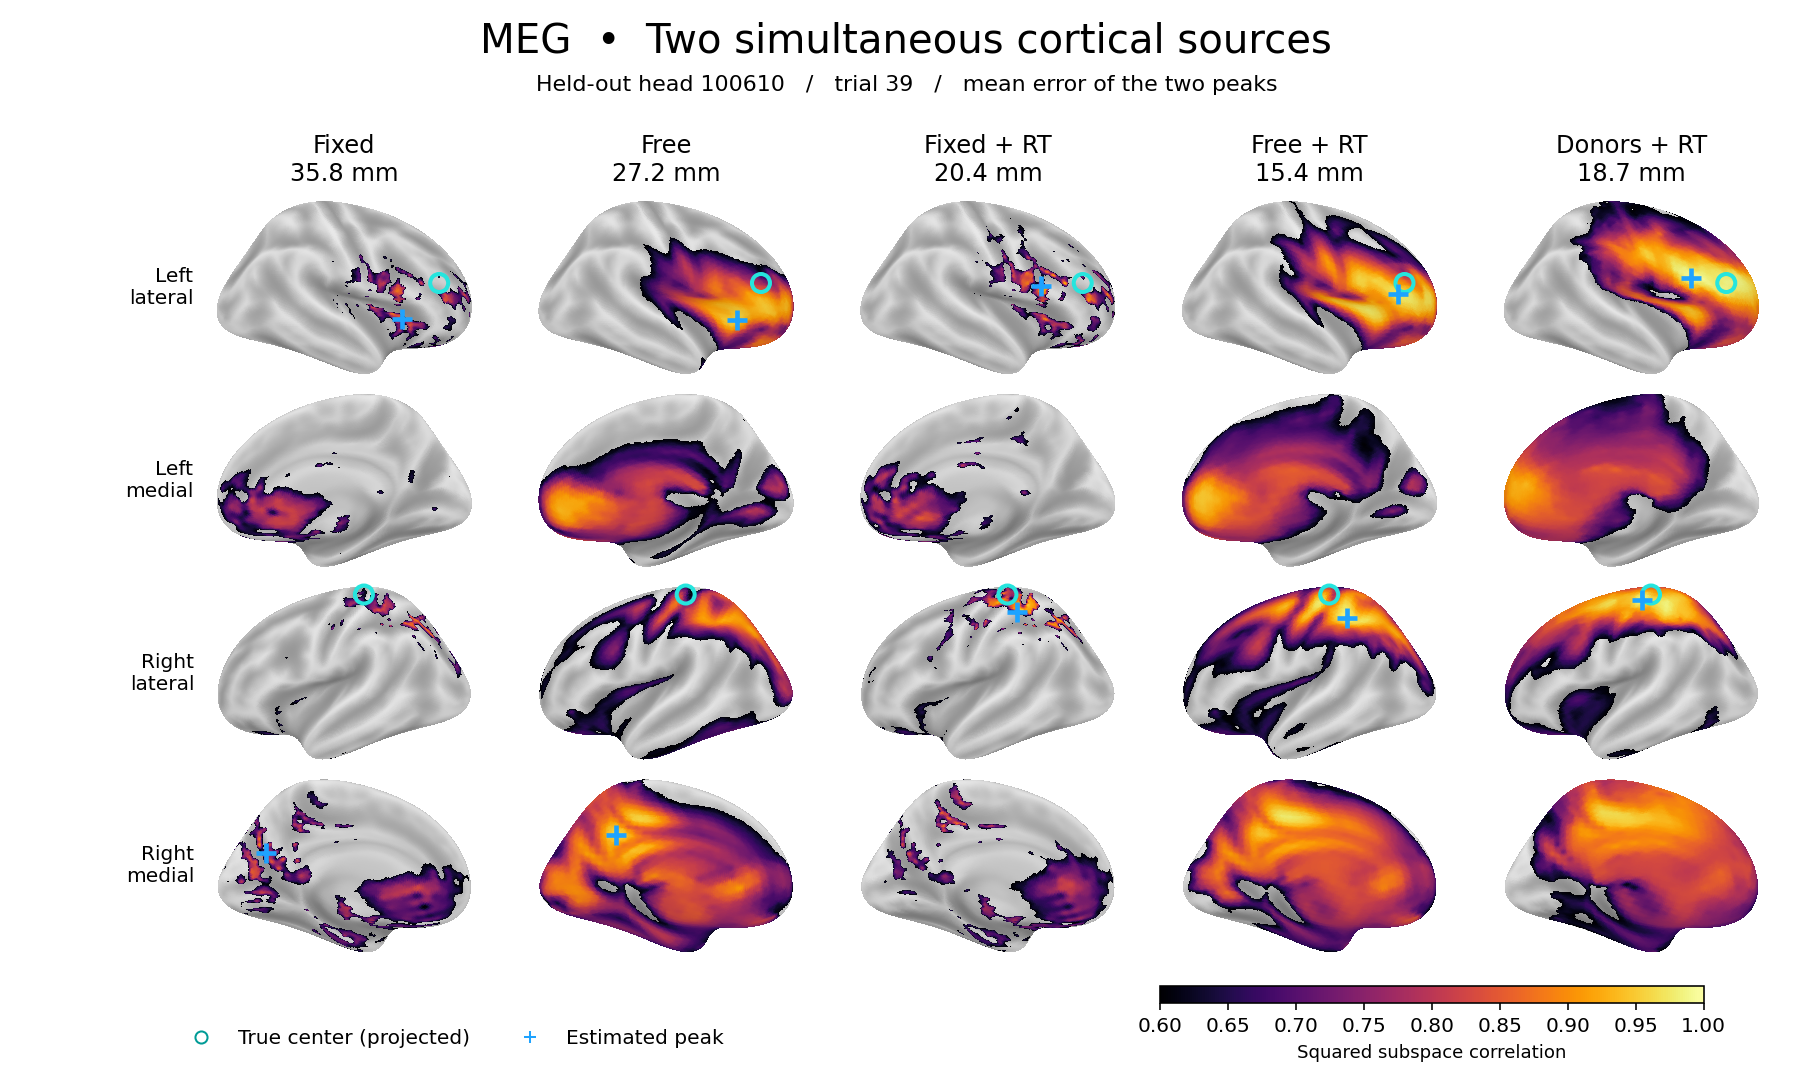 MEG • Two simultaneous cortical sources
Held-out head 100610 / trial 39 / mean error of the two peaks
Fixed
35.8 mm
Free
27.2 mm
Fixed + RT
20.4 mm
Free + RT
15.4 mm
Donors + RT
18.7 mm
Left
lateral
Left
medial
Right
lateral
Right
medial
True center (projected)
Estimated peak
0.60 0.65 0.70 0.75 0.80 0.85 0.90 0.95 1.00
Squared subspace correlation